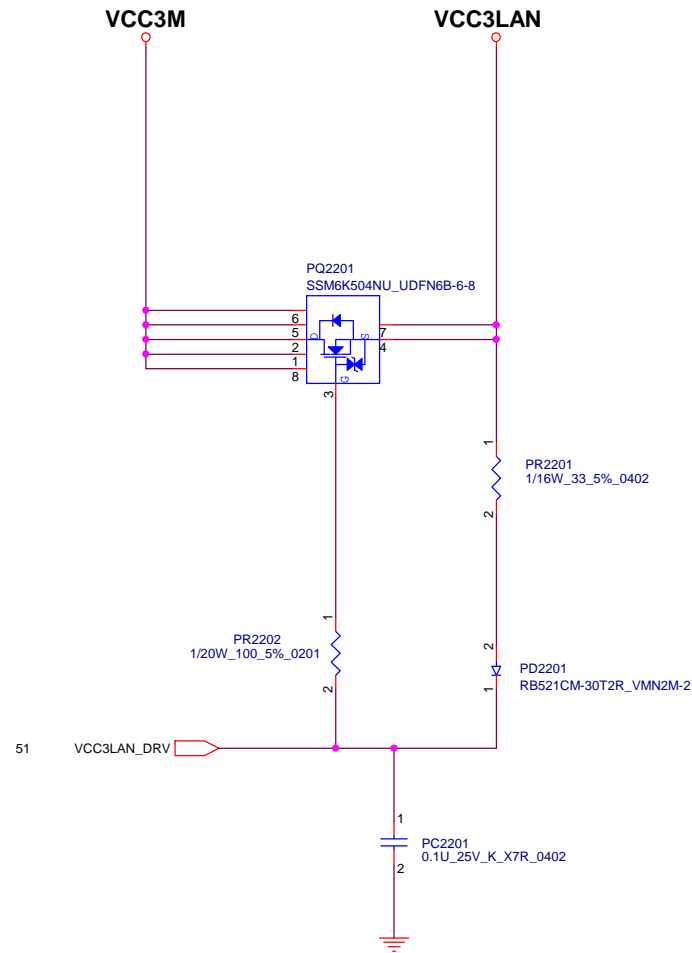 VCC3M
VCC3LAN
PQ2201
SSM6K504NU_UDFN6B-6-8
6
5
2
1
8
D
S
G
7
4
3
1
PR2201
1/16W_33_5%_0402
2
1
PR2202
1/20W_100_5%_0201
2
2
PD2201
RB521CM-30T2R_VMN2M-2
1
51 VCC3LAN_DRV
1
PC2201
0.1U_25V_K_X7R_0402
2